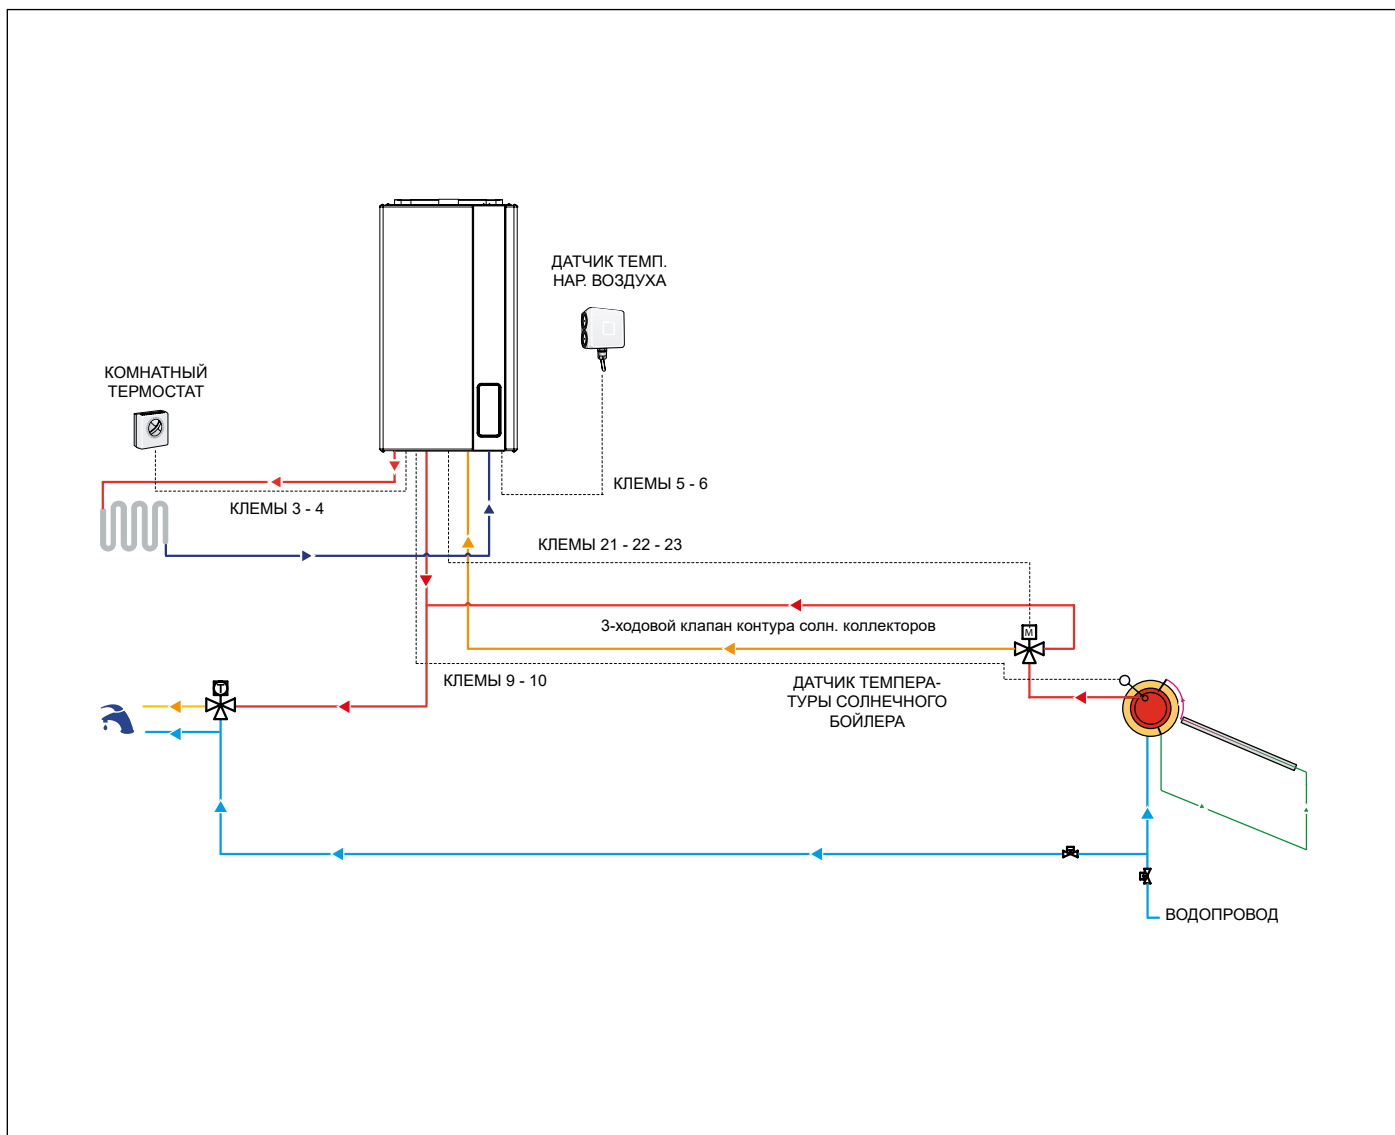 ДАТЧИК ТЕМП.
НАР. ВОЗДУХА
КОМНАТНЫЙ
ТЕРМОСТАТ
КЛЕМЫ 5 - 6
КЛЕМЫ 3 - 4
КЛЕМЫ 21 - 22 - 23
3-ходовой клапан контура солн. коллекторов
M
КЛЕМЫ 9 - 10
ДАТЧИК ТЕМПЕРА-
ТУРЫ СОЛНЕЧНОГО
БОЙЛЕРА
T
ВОДОПРОВОД